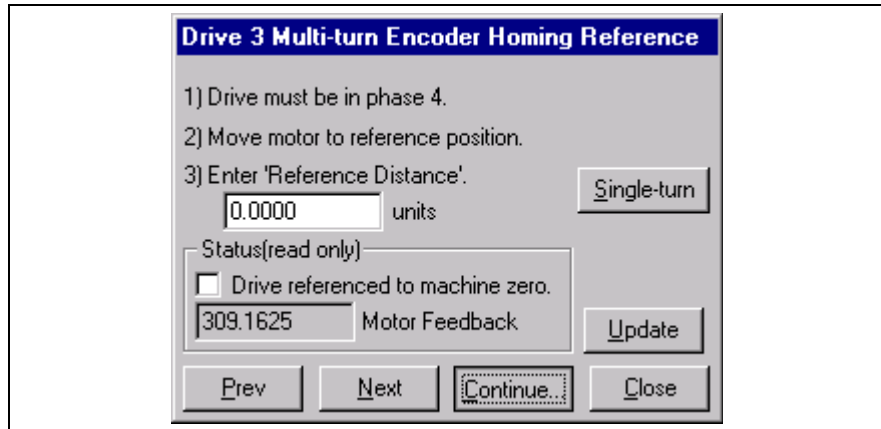 Drive 3 Multi-turn Encoder Homing Reference
1) Drive must be in phase 4.
2) Move motor to reference position.
3) Enter 'Reference Distance'.
0.0000 units
Single-turn
Status(read only)
Drive referenced to machine zero.
309.1625 Motor Feedback
Update
Prev Next Continue... Close